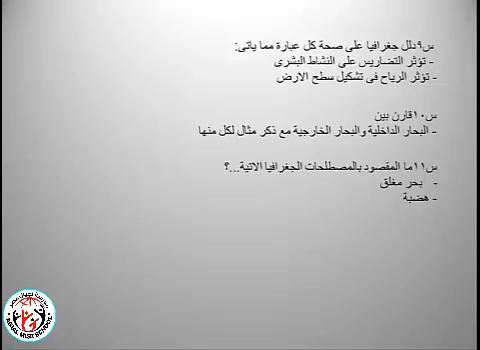 س٩دلل جغرافيا على صحة كل عبارة مما يأتى:
- تؤثر التضاريس على النشاط البشرى
- تؤثر الرياح فى تشكيل سطح الارض
س١٠قارن بين
- البحار الداخلية والبحار الخارجية مع ذكر مثال لكل منها
س١١ما المقصود بالمصطلحات الجغرافيا الاتية...؟
- بحر مغلق
- هضبة